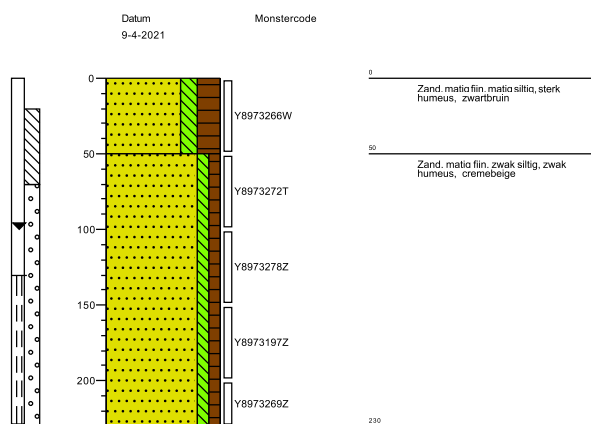 Datum Monstercode
9-4-2021
0
0
Zand, matig fijn, matig siltig, sterk
humeus, zwartbruin
Y8973266W
50
50
Zand, matig fijn, zwak siltig, zwak
humeus, cremebeige
Y8973272T
100
Y8973278Z
150
Y8973197Z
200
Y8973269Z
230